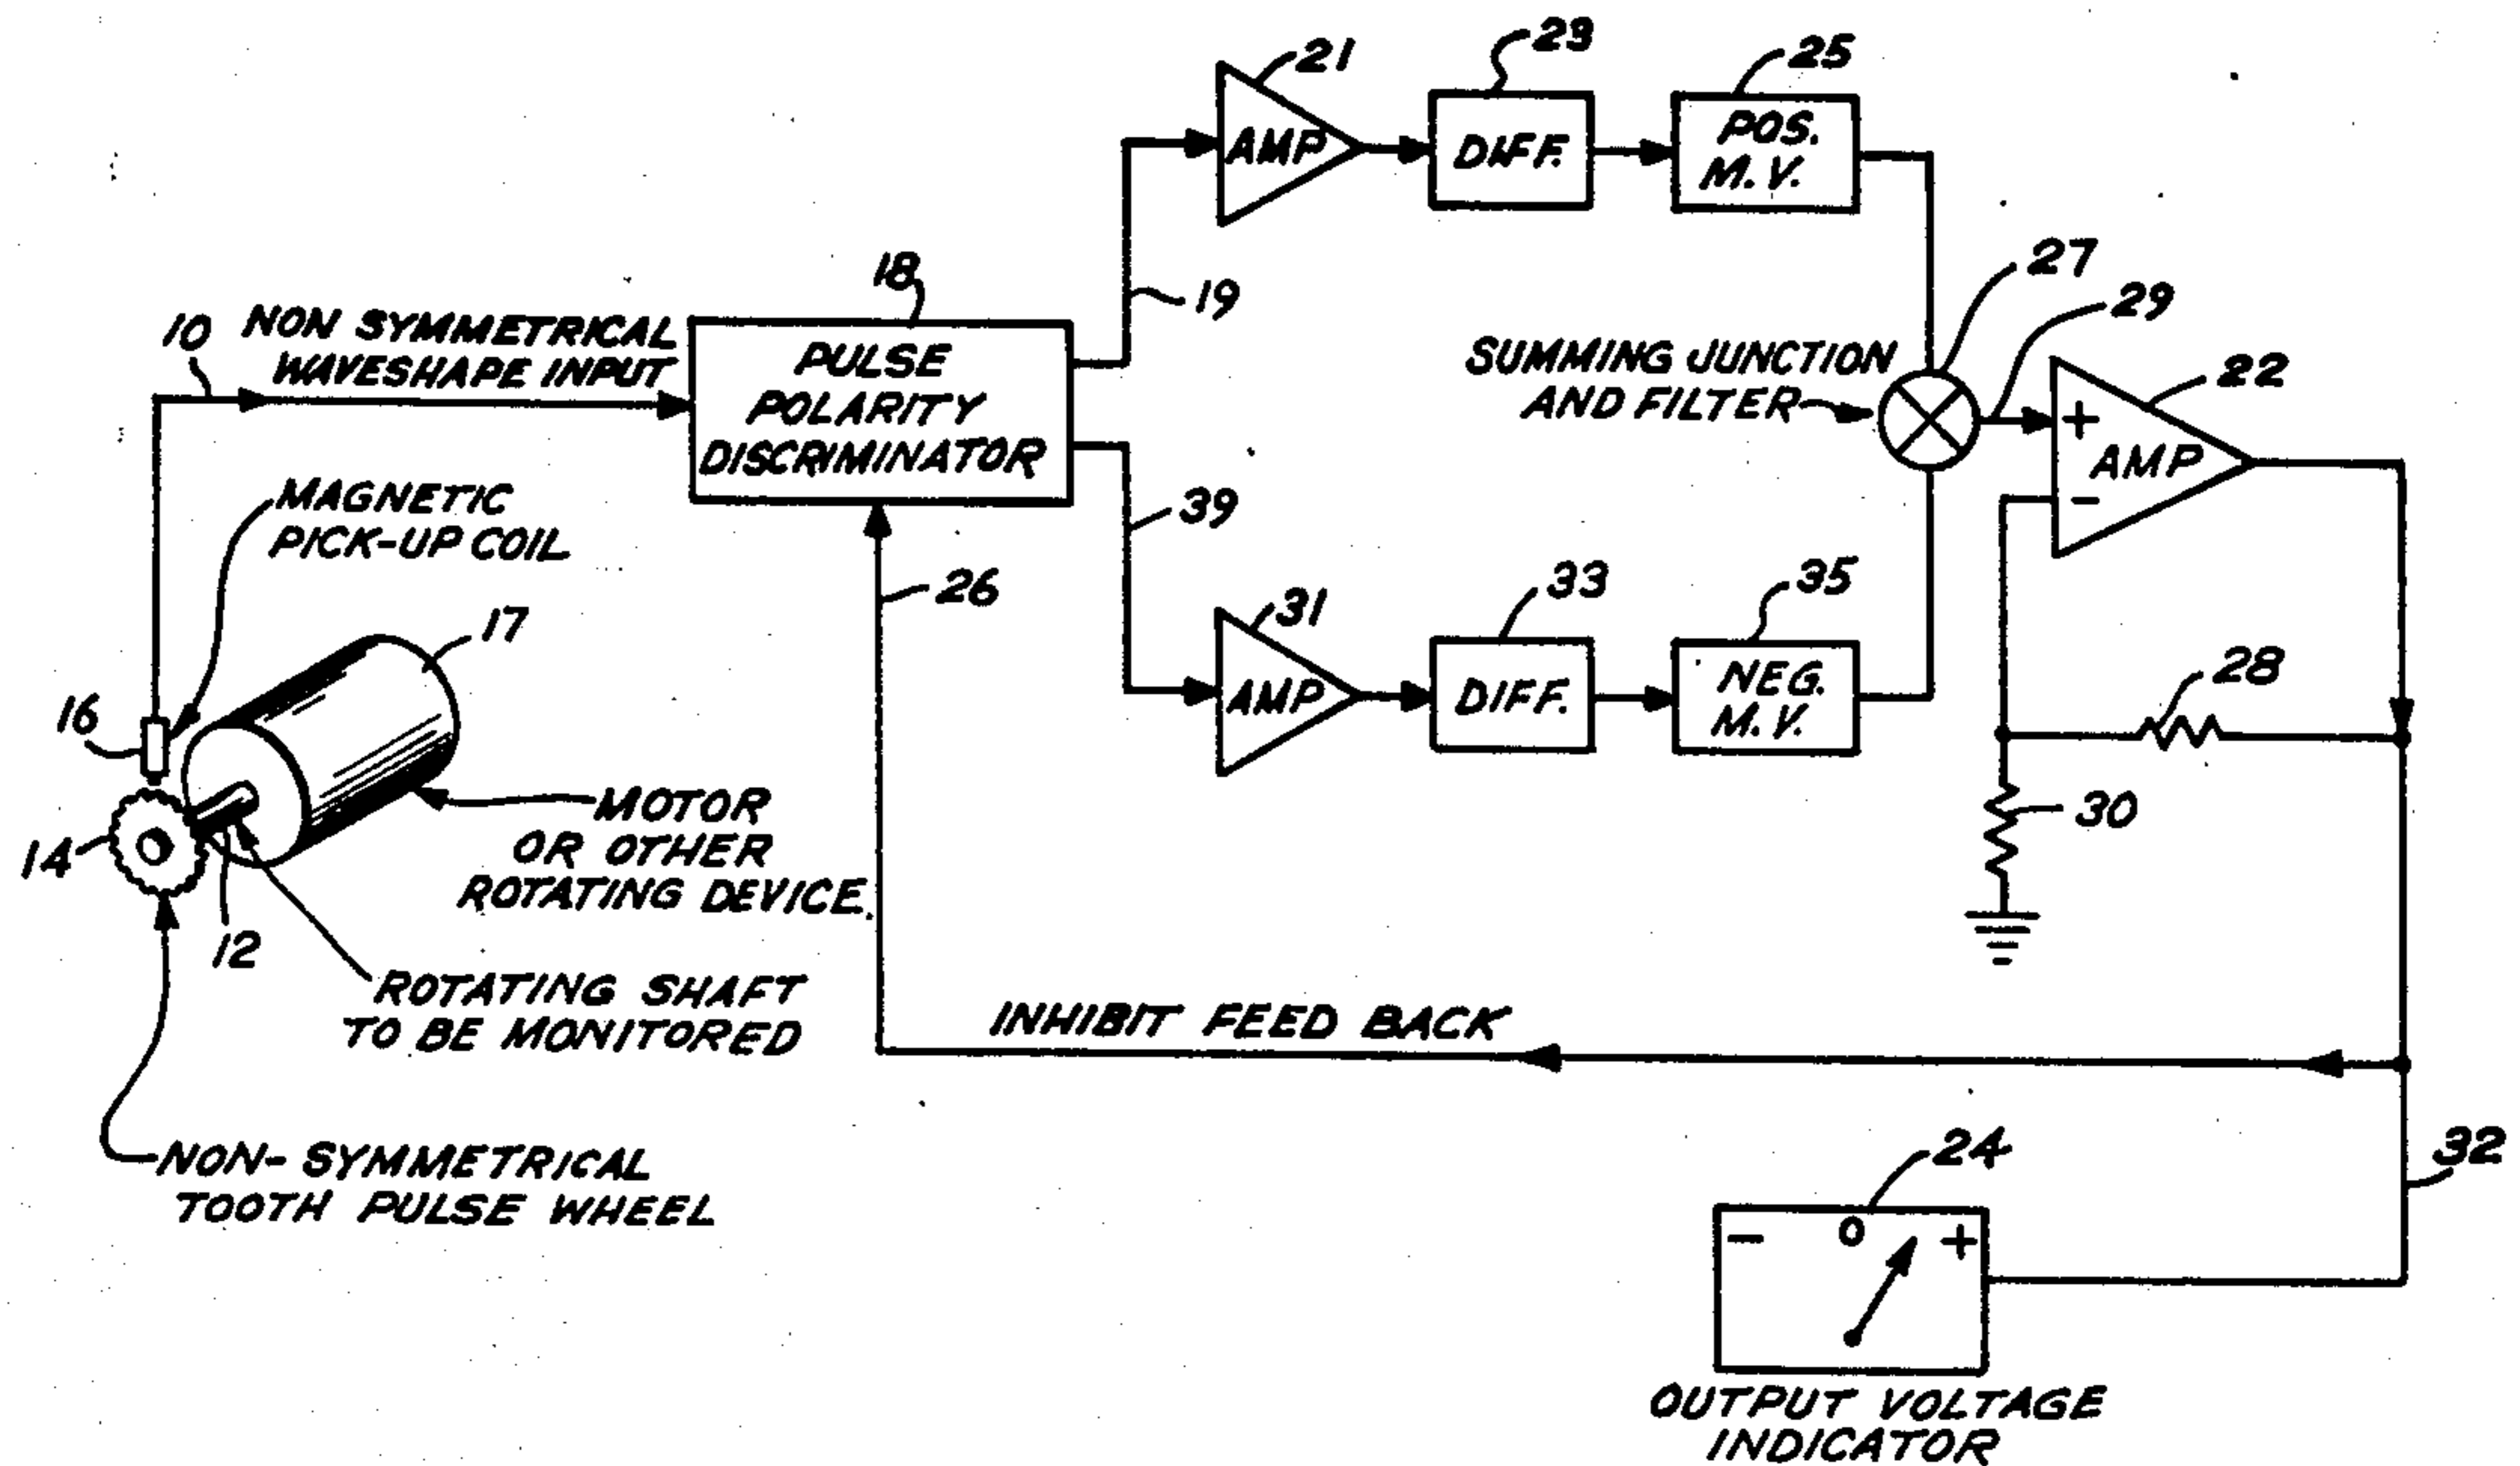 21
23
25
AMP
DIFF.
POS.
M.V.
18
19
27
29
10
NON SYMMETRICAL
WAVESHAPE INPUT
PULSE
POLARITY
DISCRIMINATOR
SUMMING JUNCTION
AND FILTER
22
+
AMP
-
MAGNETIC
PICK-UP COIL
39
26
17
31
33
35
AMP
DIFF.
NEG.
M.V.
28
16
30
14
MOTOR
OR OTHER
ROTATING DEVICE.
12
ROTATING SHAFT
TO BE MONITORED
INHIBIT FEED BACK
NON-SYMMETRICAL
TOOTH PULSE WHEEL
24
32
- 0 +
OUTPUT VOLTAGE
INDICATOR